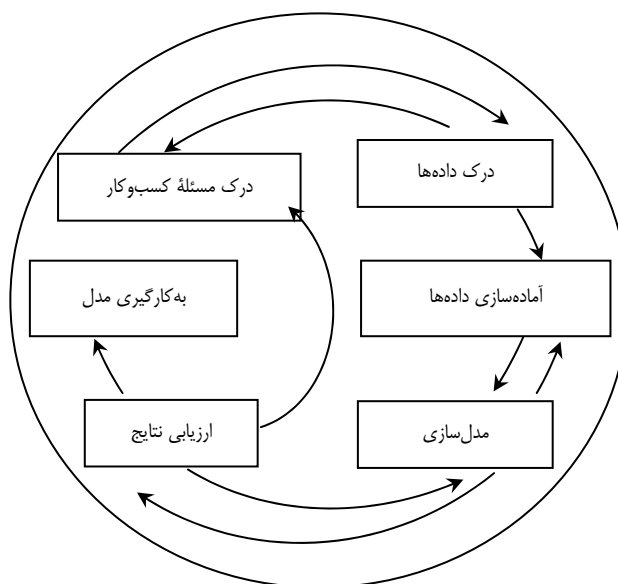 درک داده‌ها
درک مسئلهٔ کسب‌وکار
آماده‌سازی داده‌ها
به‌کارگیری مدل
مدل‌سازی
ارزیابی نتایج